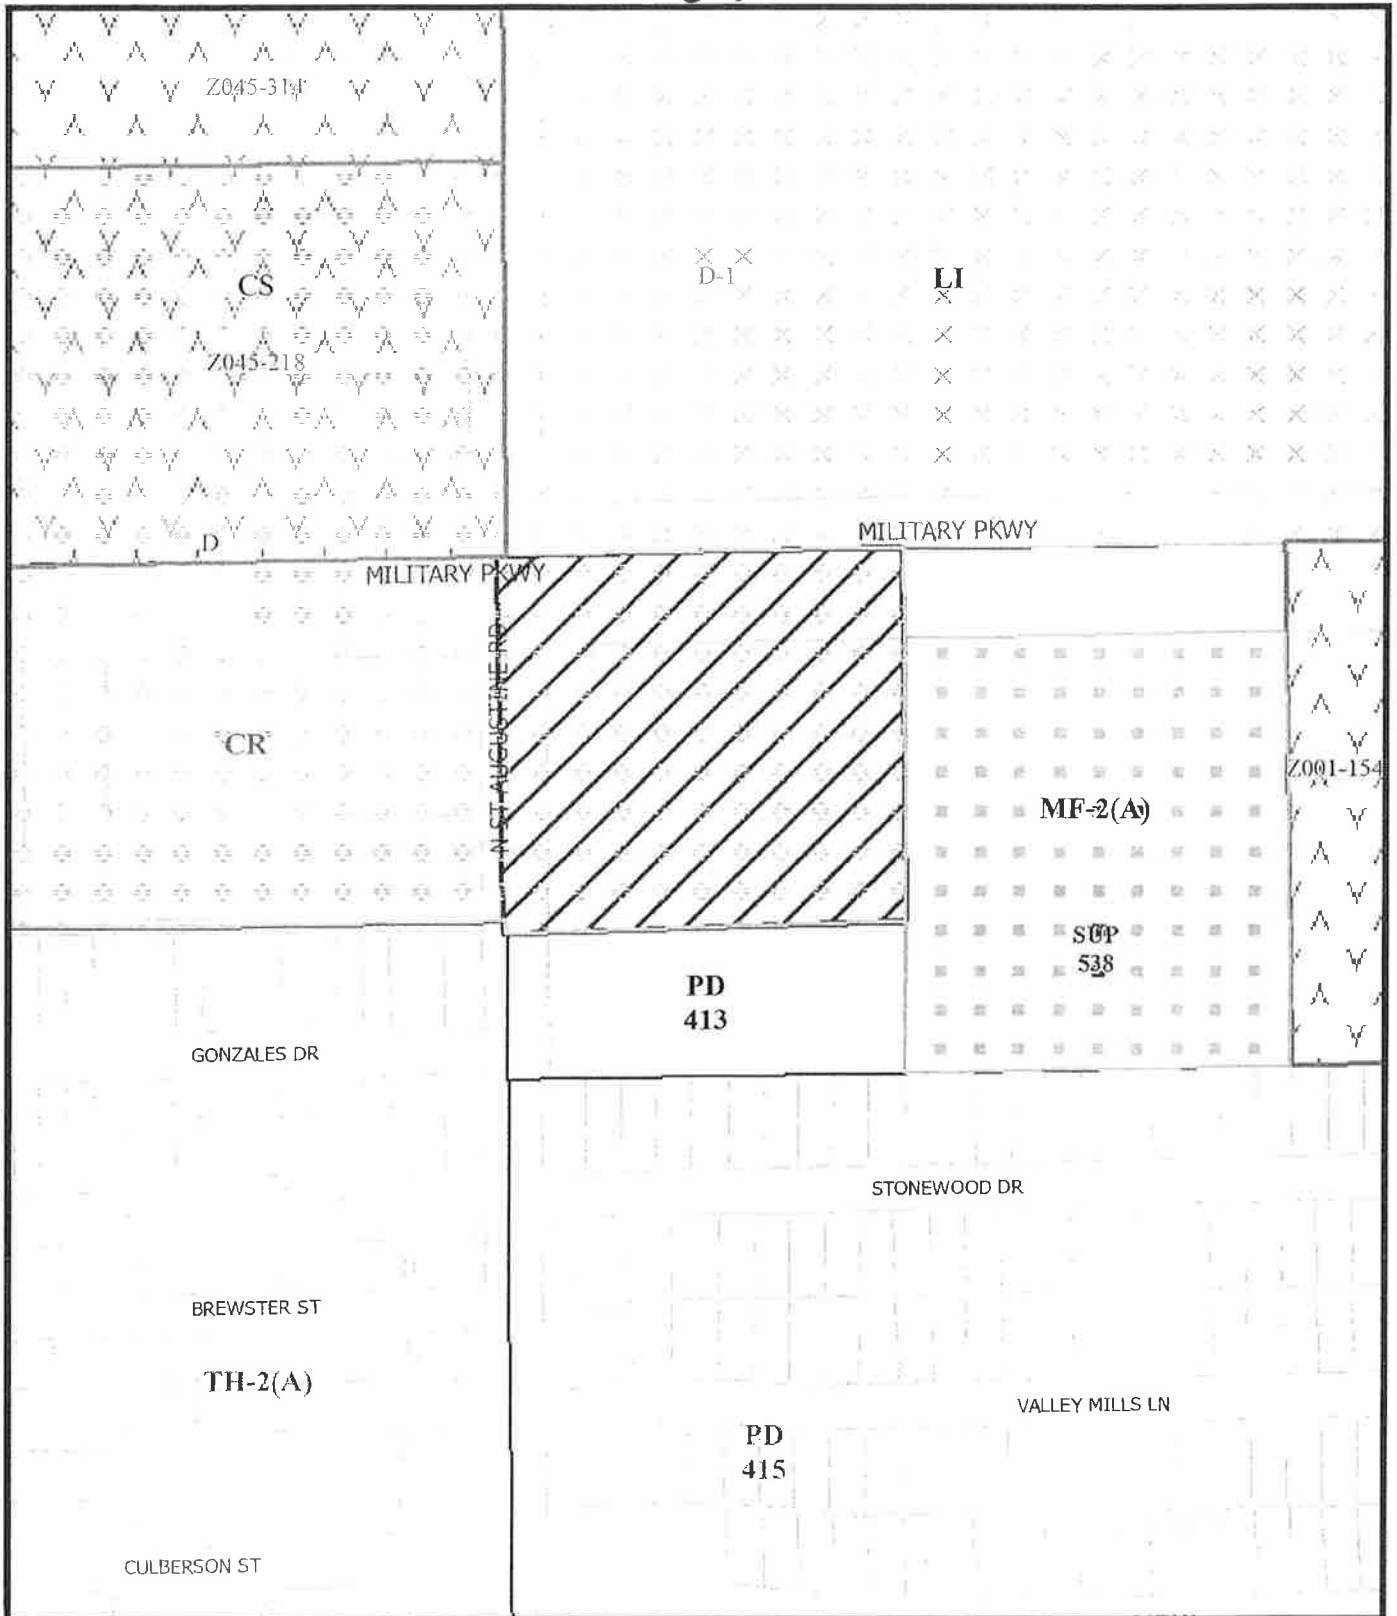 Z045-314
D-1
LI
CS
Z045-218
MILITARY PKWY
D
MILITARY PKWY
N ST AUGUSTINE RD
CR
Z001-154
MF-2(A)
SUP
538
PD
413
GONZALES DR
STONEWOOD DR
BREWSTER ST
TH-2(A)
VALLEY MILLS LN
PD
415
CULBERSON ST